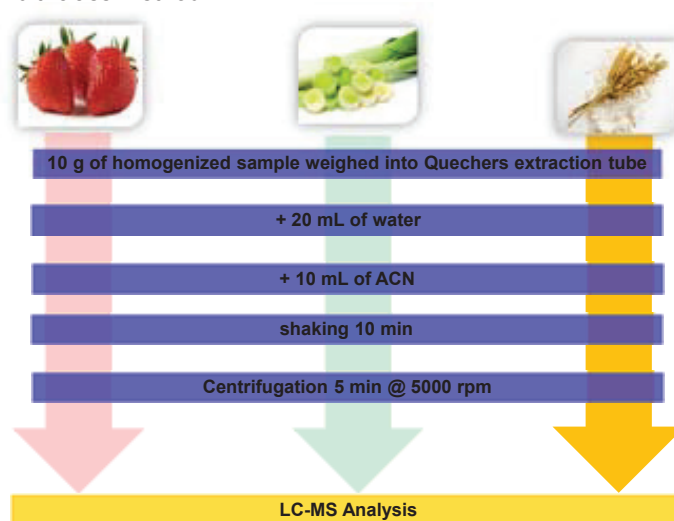 10 g of homogenized sample weighed into Quechers extraction tube
+ 20 mL of water
+ 10 mL of ACN
shaking 10 min
Centrifugation 5 min @ 5000 rpm
LC-MS Analysis